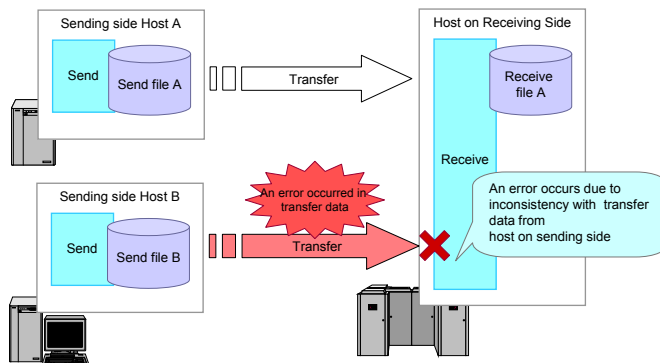 Sending side Host A
Send
Send file A
Transfer
Host on Receiving Side
Receive
file A
Receive
Sending side Host B
Send
Send file B
An error occurred in
transfer data
Transfer
An error occurs due to
inconsistency with transfer
data from
host on sending side